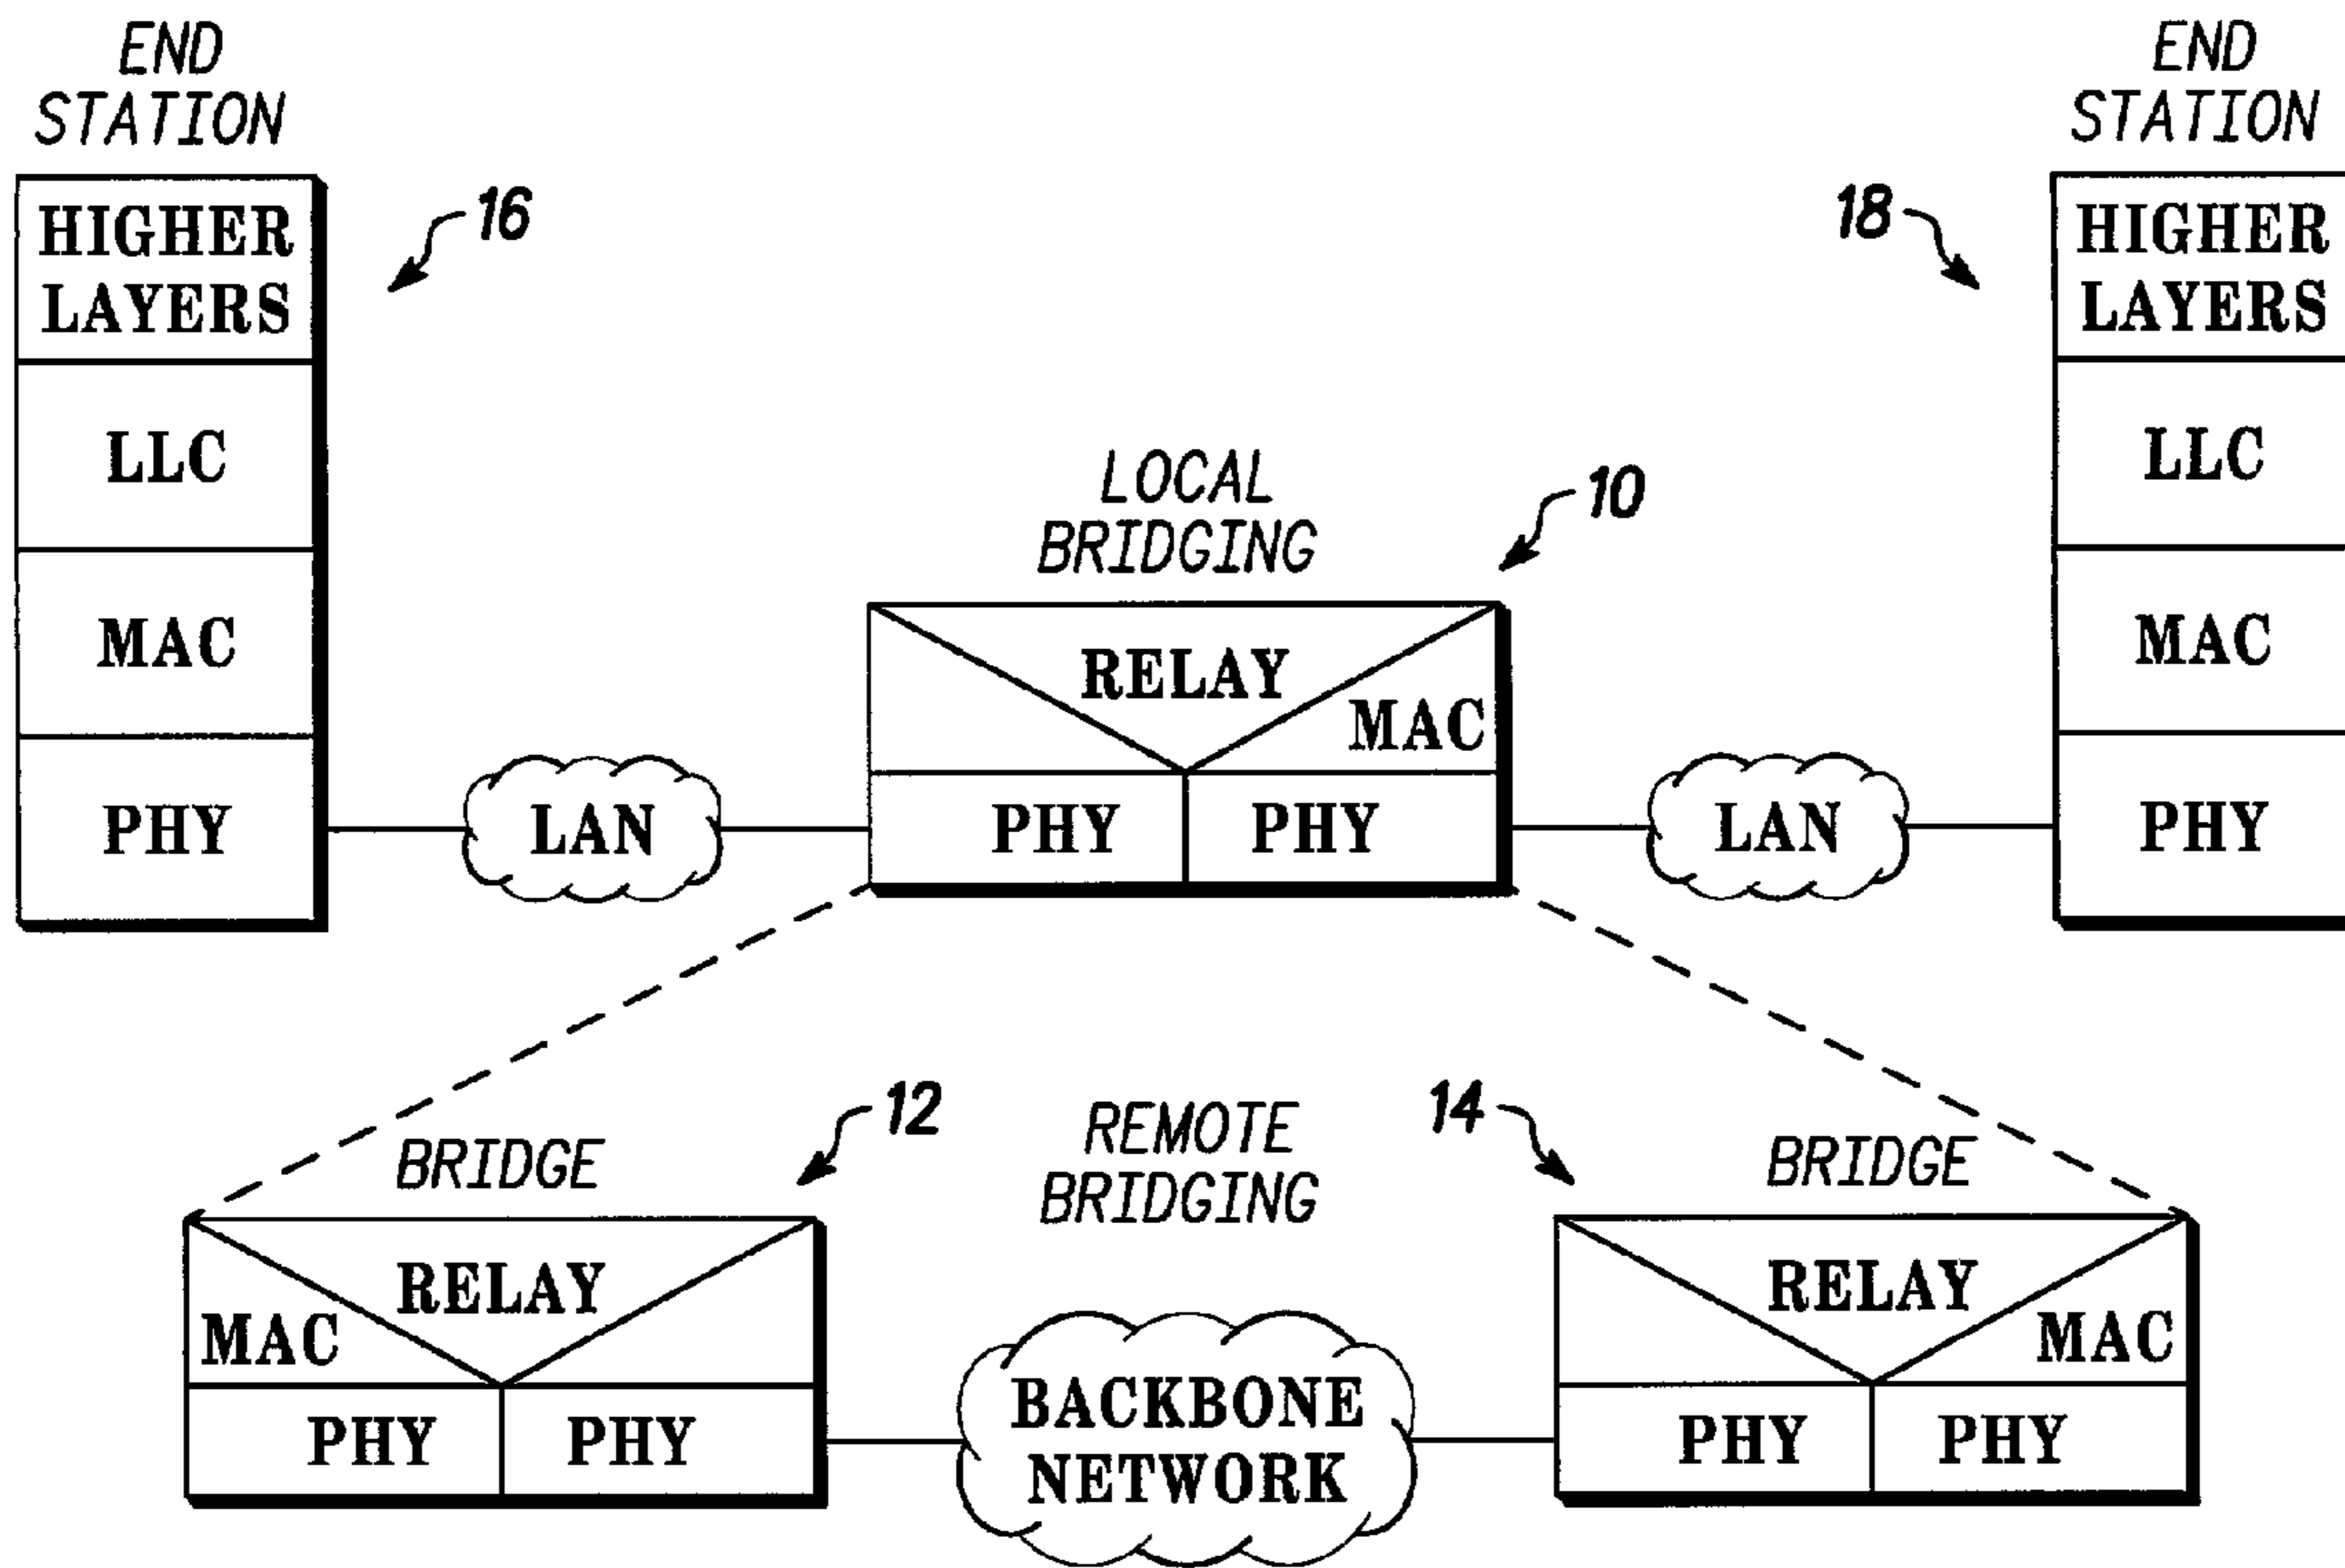 END
STATION
END
STATION
16
18
HIGHER
LAYERS
HIGHER
LAYERS
LLC
LLC
LOCAL
BRIDGING
10
MAC
MAC
RELAY
MAC
PHY
LAN
PHY
PHY
LAN
PHY
12
REMOTE
BRIDGING
14
BRIDGE
BRIDGE
RELAY
MAC
RELAY
MAC
PHY
PHY
BACKBONE
NETWORK
PHY
PHY